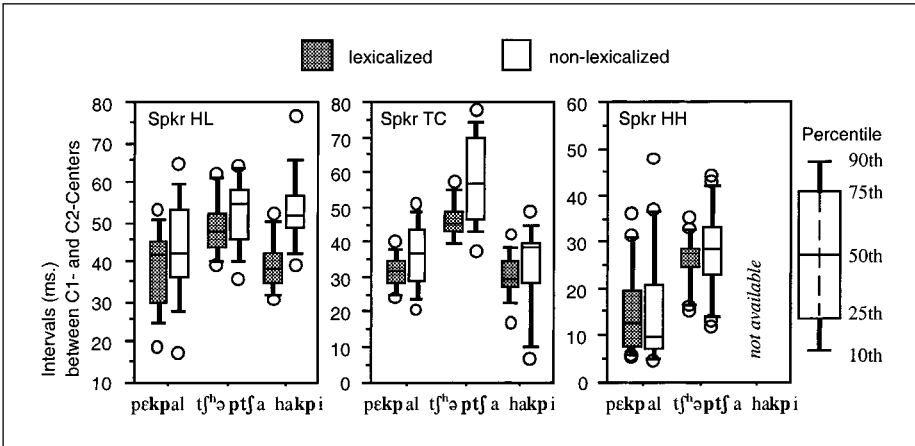 lexicalized non-lexicalized
Spkr HL Spkr TC Spkr HH
Intervals (ms.)
between C1- and C2-Centers
80
70
60
50
40
30
20
10
80
70
60
50
40
30
20
10
0
60
50
40
30
20
10
0
not available
Percentile
90th
75th
50th
25th
10th
pɛkpal tʃʰəptʃa hakpi pɛkpal tʃʰəptʃa hakpi pɛkpal tʃʰəptʃa hakpi